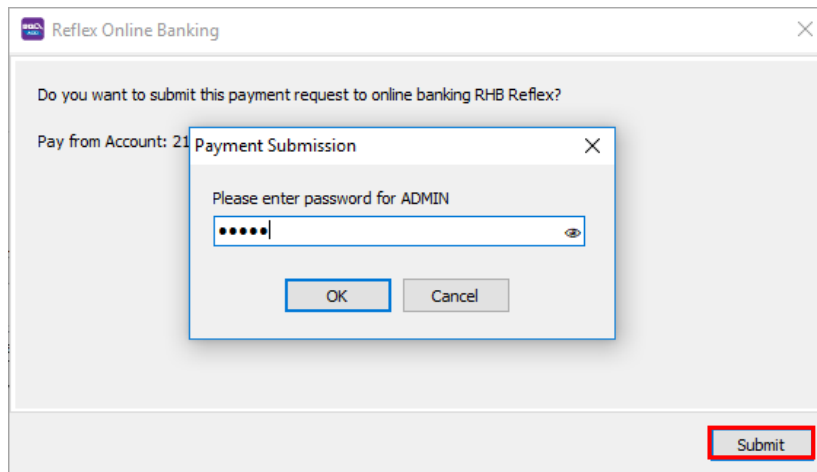 Reflex Online Banking
Do you want to submit this payment request to online banking RHB Reflex?
Pay from Account: 21
Payment Submission
Please enter password for ADMIN
•••••
OK Cancel
Submit